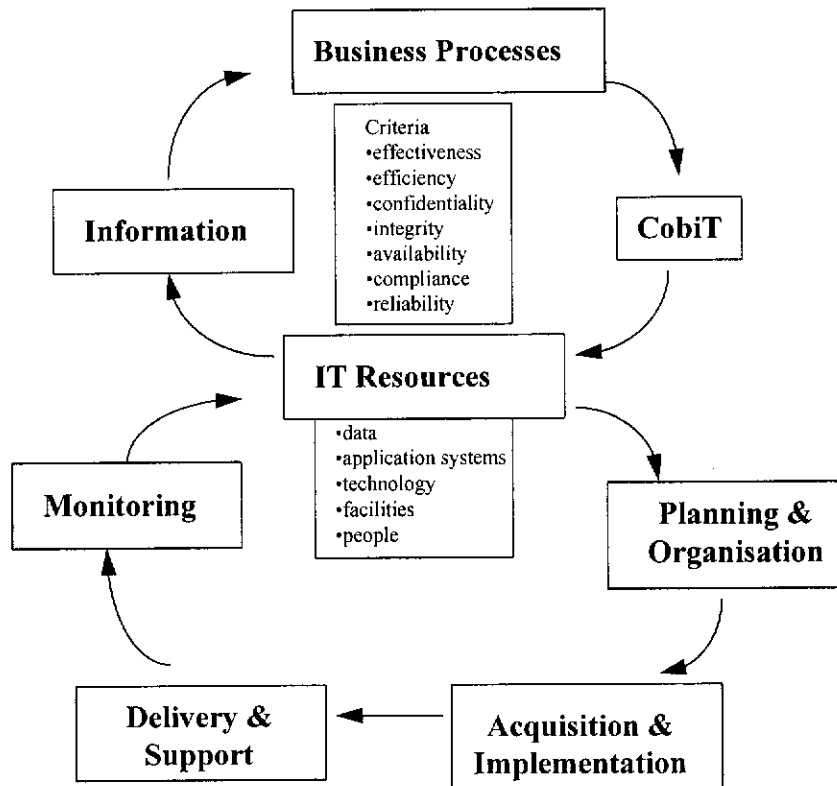 Business Processes
Criteria
•effectiveness
•efficiency
•confidentiality
•integrity
•availability
•compliance
•reliability
Information
CobiT
IT Resources
•data
•application systems
•technology
•facilities
•people
Monitoring
Planning &
Organisation
Delivery &
Support
Acquisition &
Implementation